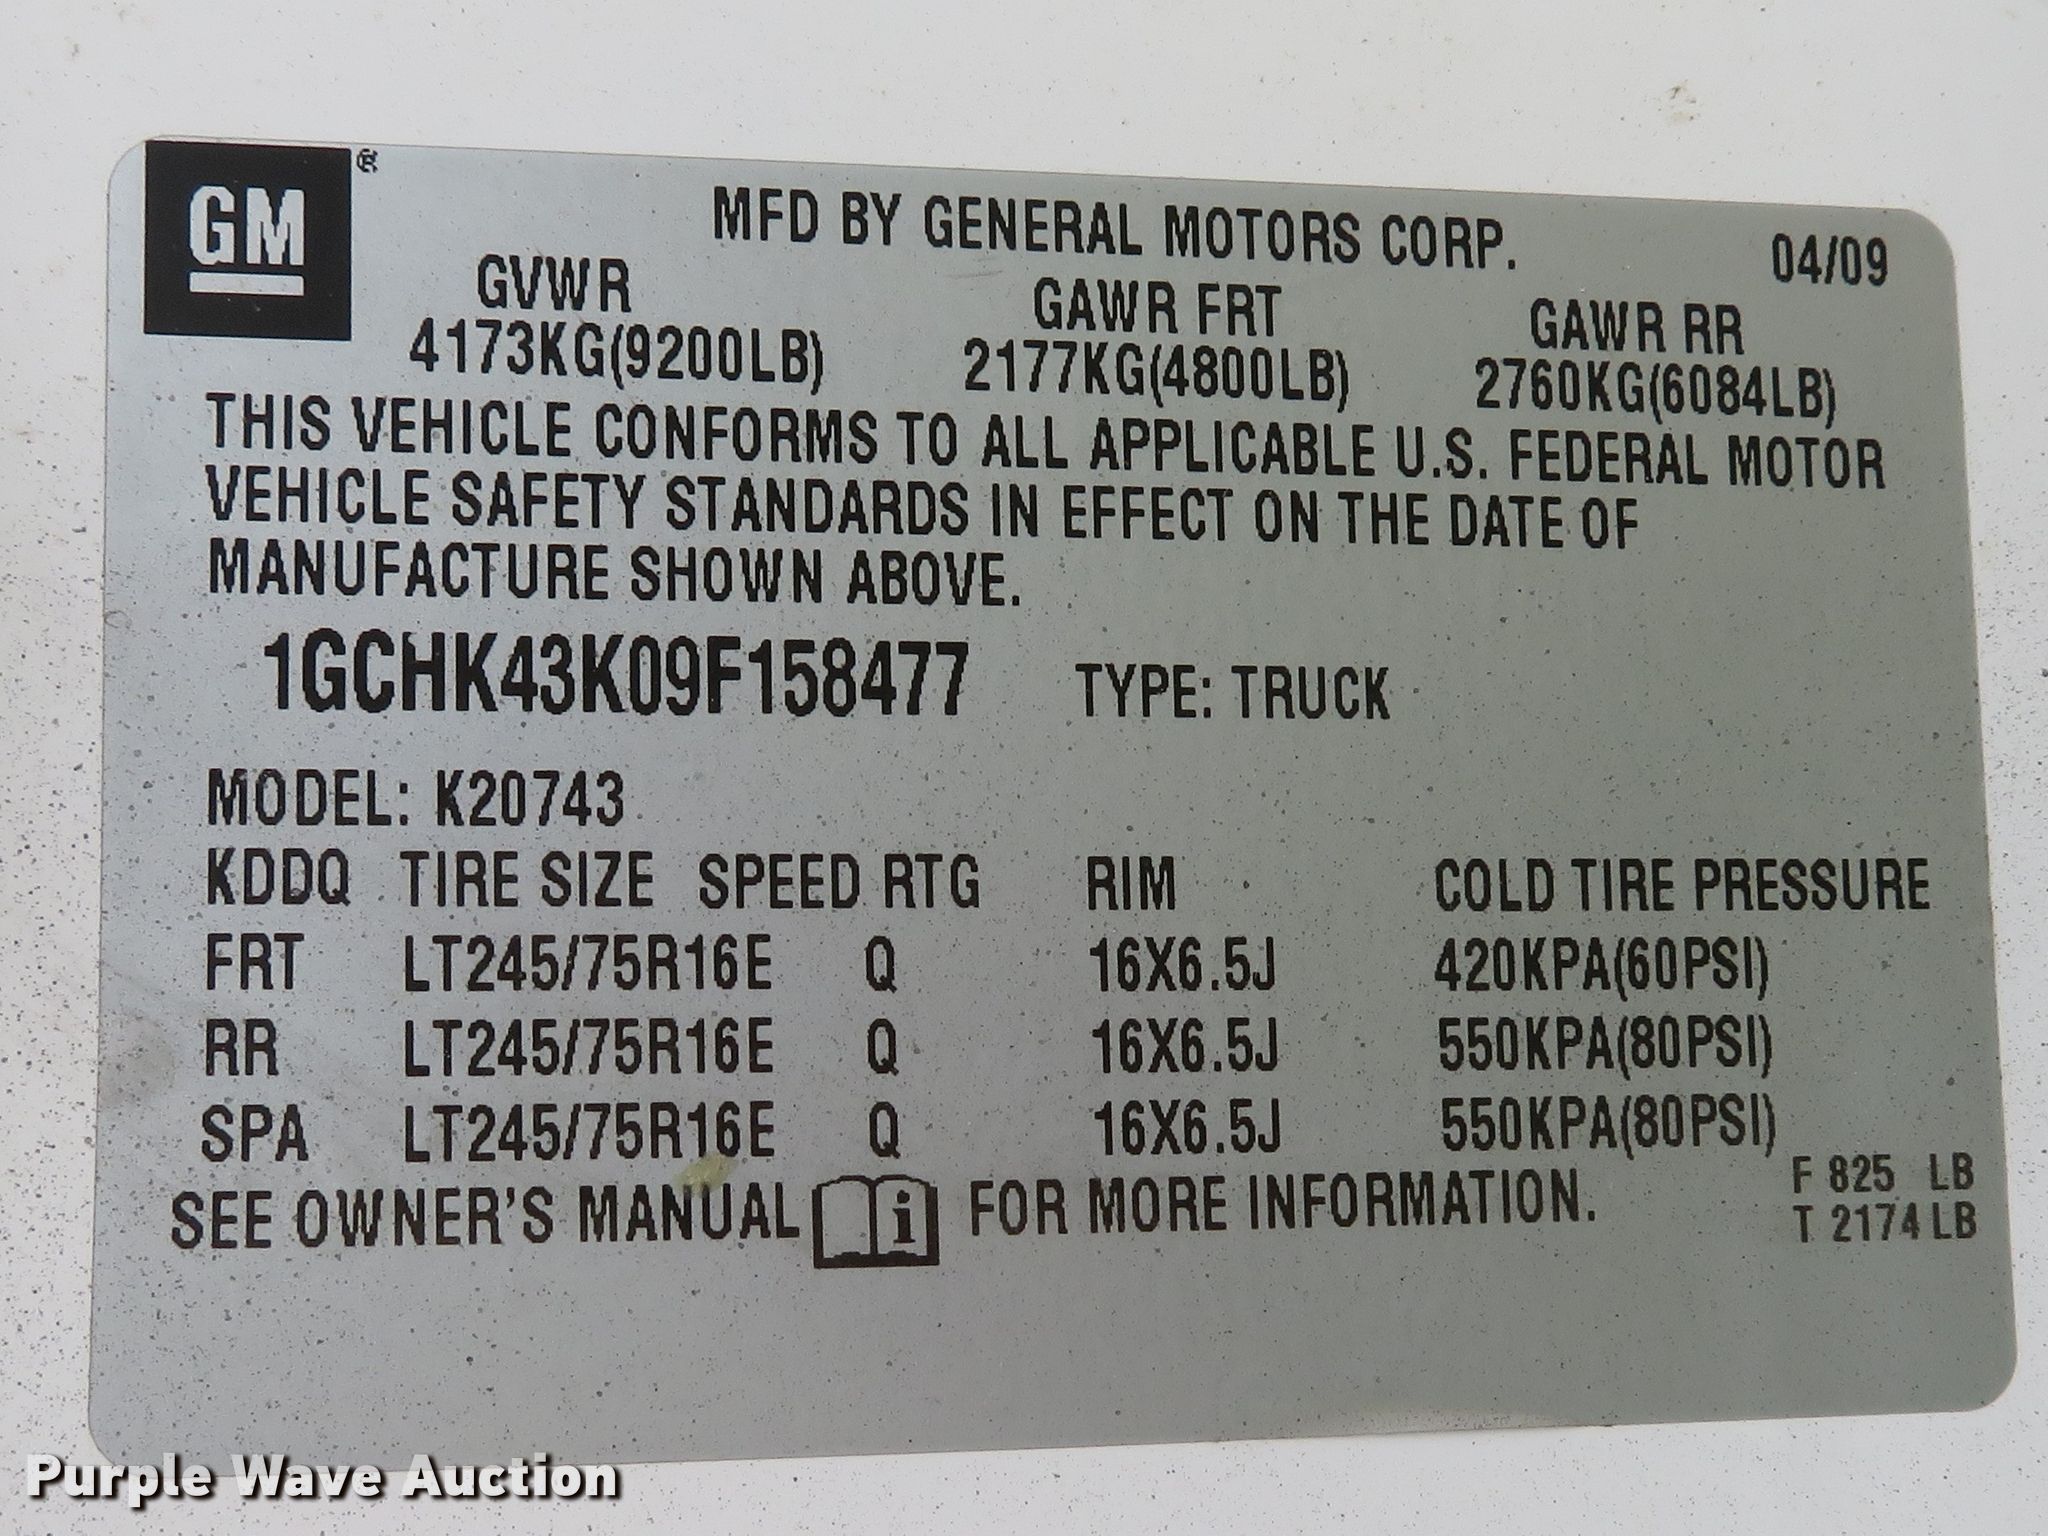 GM ®
MFD BY GENERAL MOTORS CORP. 04/09
GVWR GAWR FRT GAWR RR
4173KG(9200LB) 2177KG(4800LB) 2760KG(6084LB)
THIS VEHICLE CONFORMS TO ALL APPLICABLE U.S. FEDERAL MOTOR
VEHICLE SAFETY STANDARDS IN EFFECT ON THE DATE OF
MANUFACTURE SHOWN ABOVE.
1GCHK43K09F158477 TYPE: TRUCK
MODEL: K20743
KDDQ TIRE SIZE SPEED RTG RIM COLD TIRE PRESSURE
FRT LT245/75R16E Q 16X6.5J 420KPA(60PSI)
RR LT245/75R16E Q 16X6.5J 550KPA(80PSI)
SPA LT245/75R16E Q 16X6.5J 550KPA(80PSI)
SEE OWNER'S MANUAL i FOR MORE INFORMATION.
F 825 LB
T 2174 LB
Purple Wave Auction